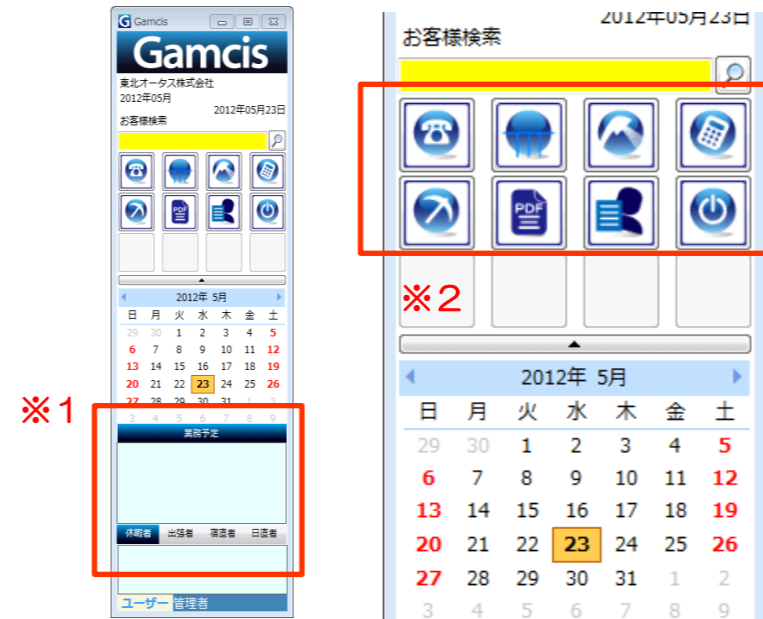 Gamcis
Gamcis
東北オータス株式会社
2012年05月
2012年05月23日
お客様検索
PDF
2012年 5月
日 月 火 水 木 金 土
29 30 1 2 3 4 5
6 7 8 9 10 11 12
13 14 15 16 17 18 19
20 21 22 23 24 25 26
27 28 29 30 31 1 2
3 4 5 6 7 8 9
※1
業務予定
休暇者 出張者 宿直者 日直者
ユーザー 管理者
2012年05月23日
お客様検索
PDF
※2
2012年 5月
日 月 火 水 木 金 土
29 30 1 2 3 4 5
6 7 8 9 10 11 12
13 14 15 16 17 18 19
20 21 22 23 24 25 26
27 28 29 30 31 1 2
3 4 5 6 7 8 9